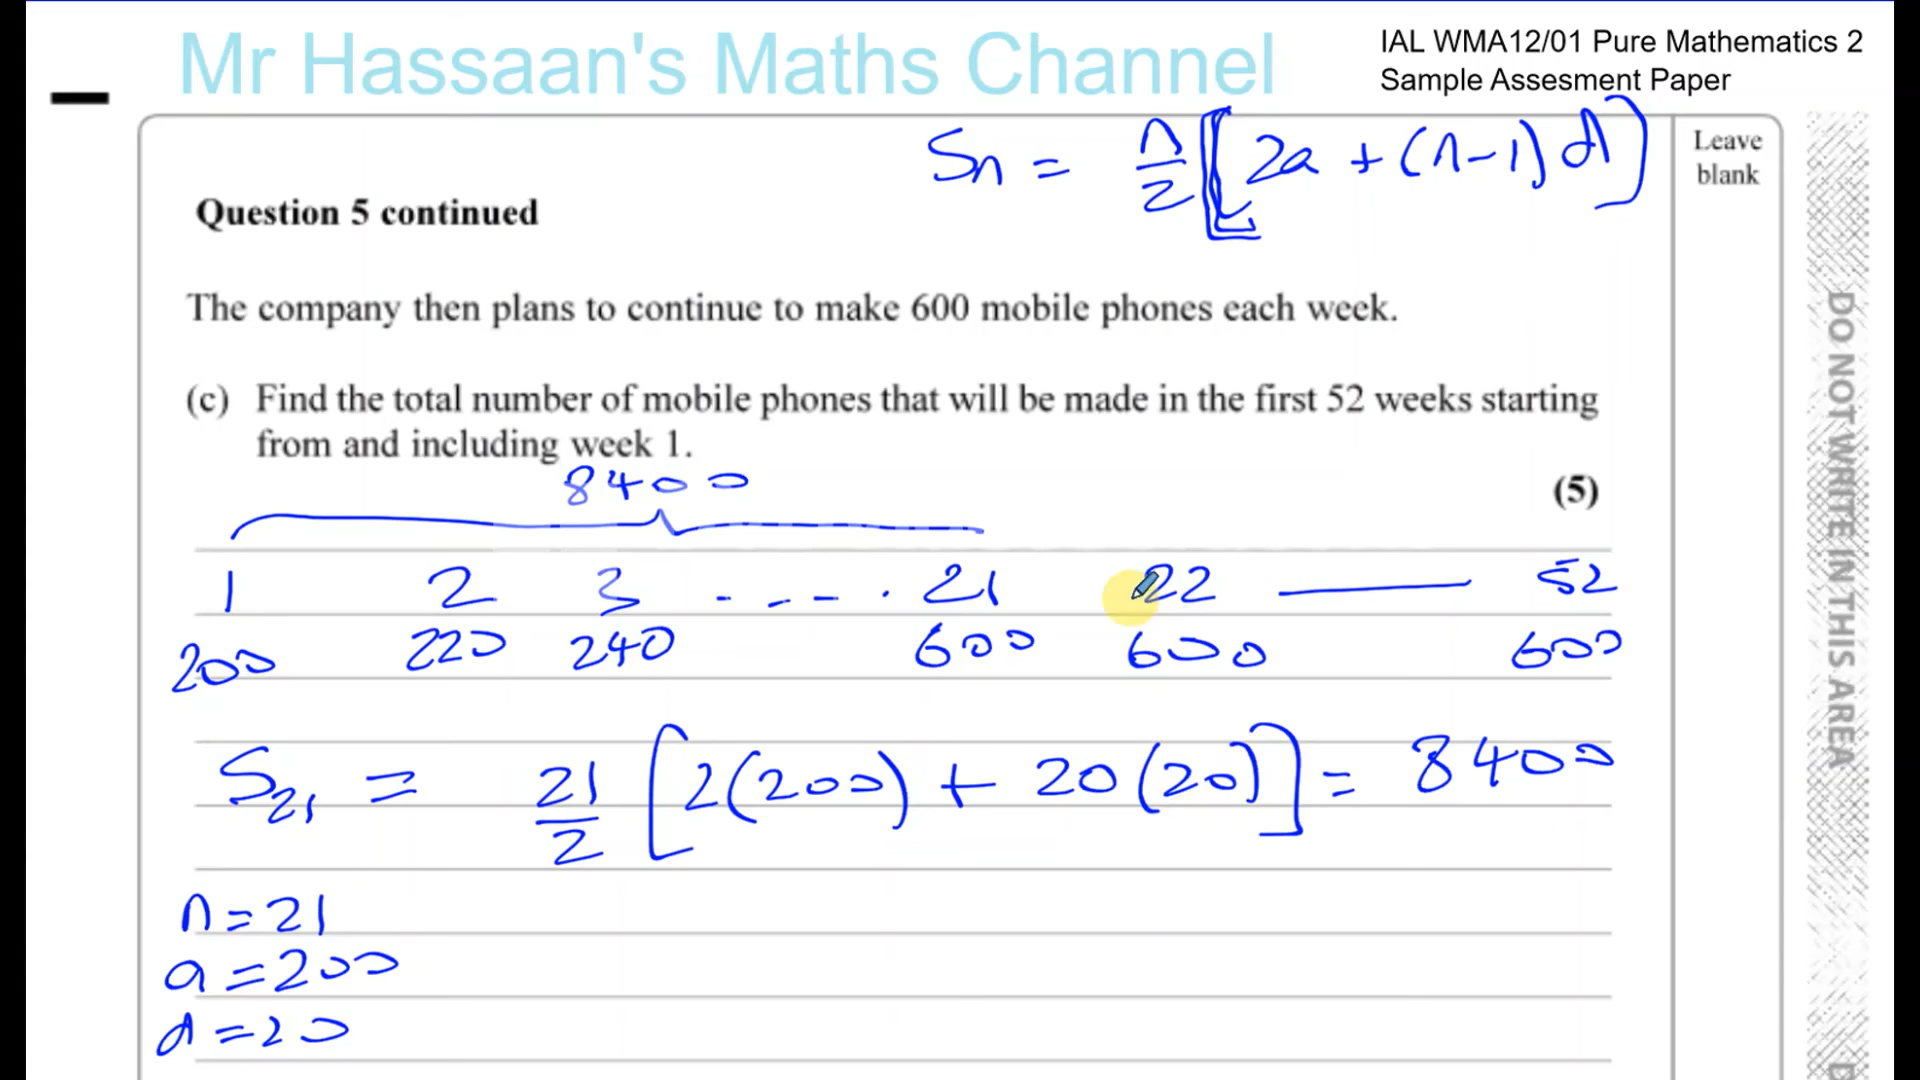 Mr Hassaan's Maths Channel
IAL WMA12/01 Pure Mathematics 2
Sample Assesment Paper
Sn = n/2 [2a + (n-1)d]
Leave
blank
Question 5 continued
The company then plans to continue to make 600 mobile phones each week.
(c) Find the total number of mobile phones that will be made in the first 52 weeks starting
from and including week 1.
(5)
8400
1 2 3 - - - . 21 22 — 52
200 220 240 600 600 600
S21 = 21/2 [2(200) + 20(20)] = 8400
n = 21
a = 200
d = 20
DO NOT WRITE IN THIS AREA